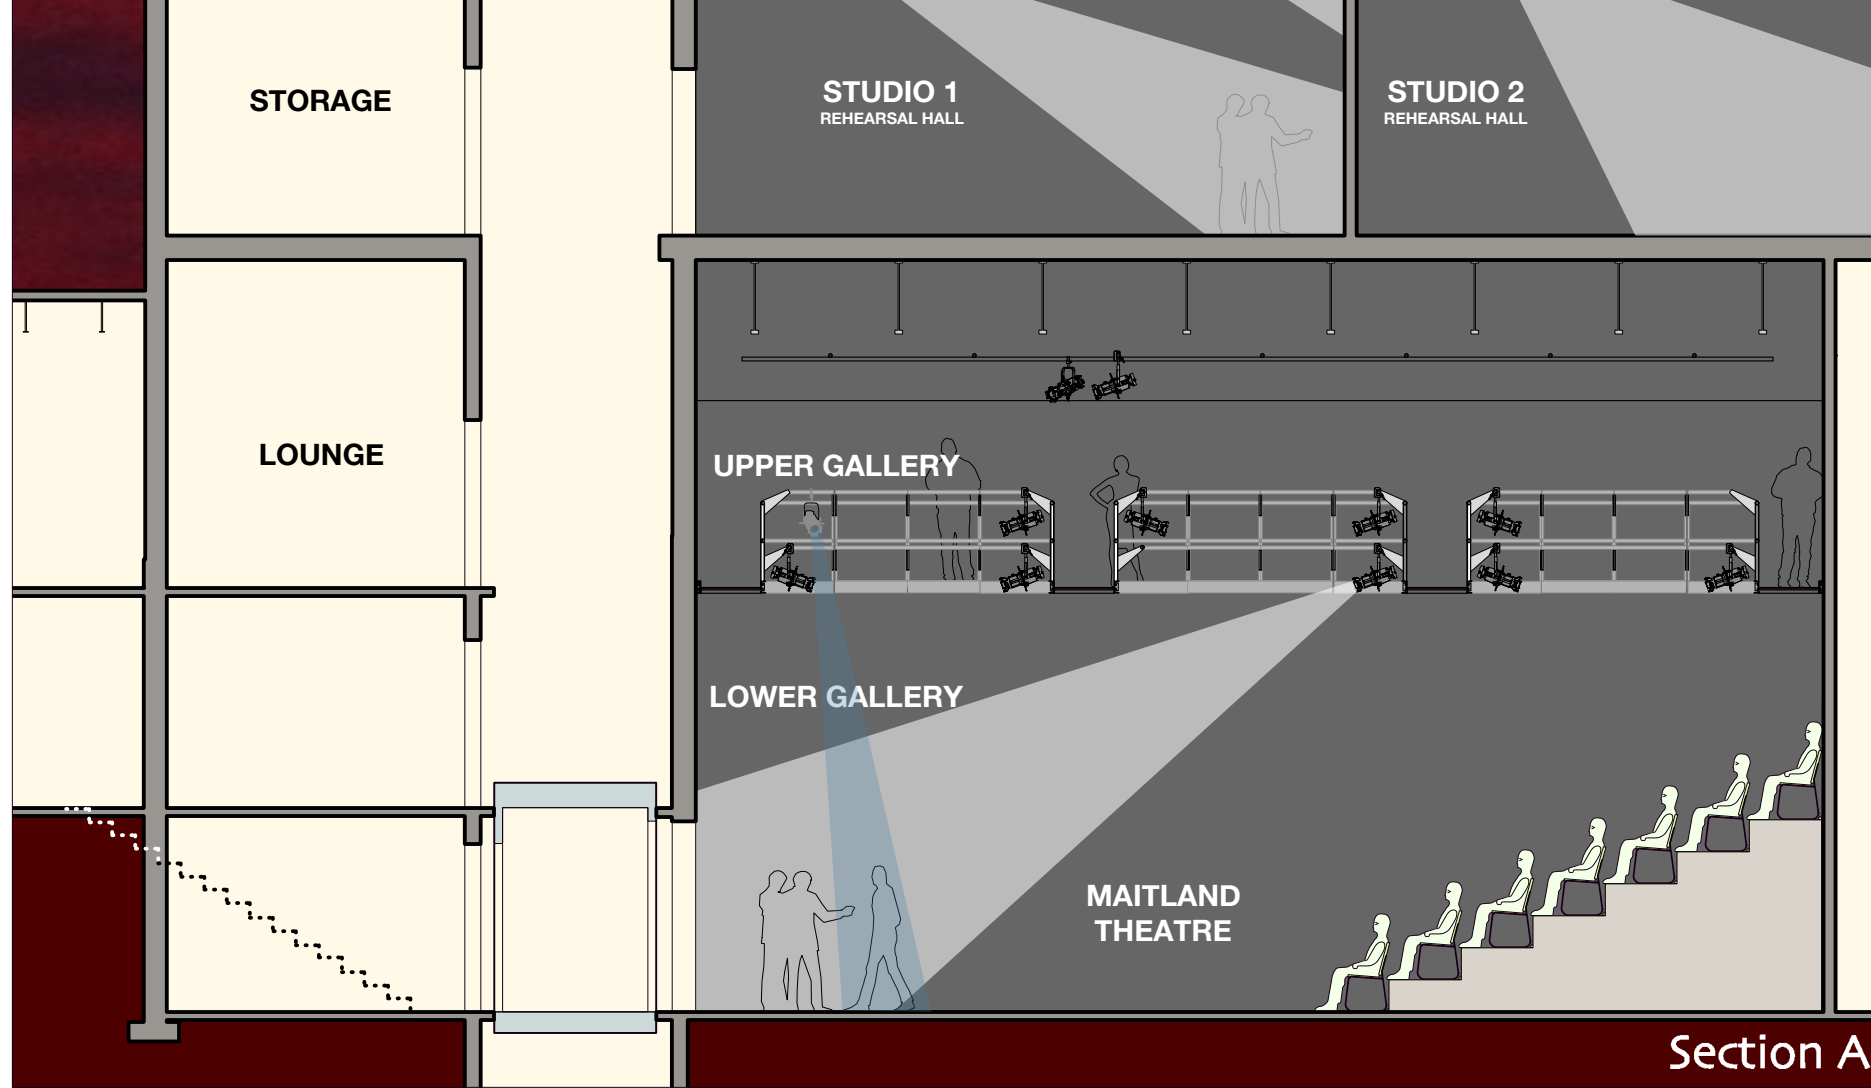 STORAGE
STUDIO 1
REHEARSAL HALL
STUDIO 2
REHEARSAL HALL
LOUNGE
UPPER GALLERY
LOWER GALLERY
MAITLAND
THEATRE
Section A